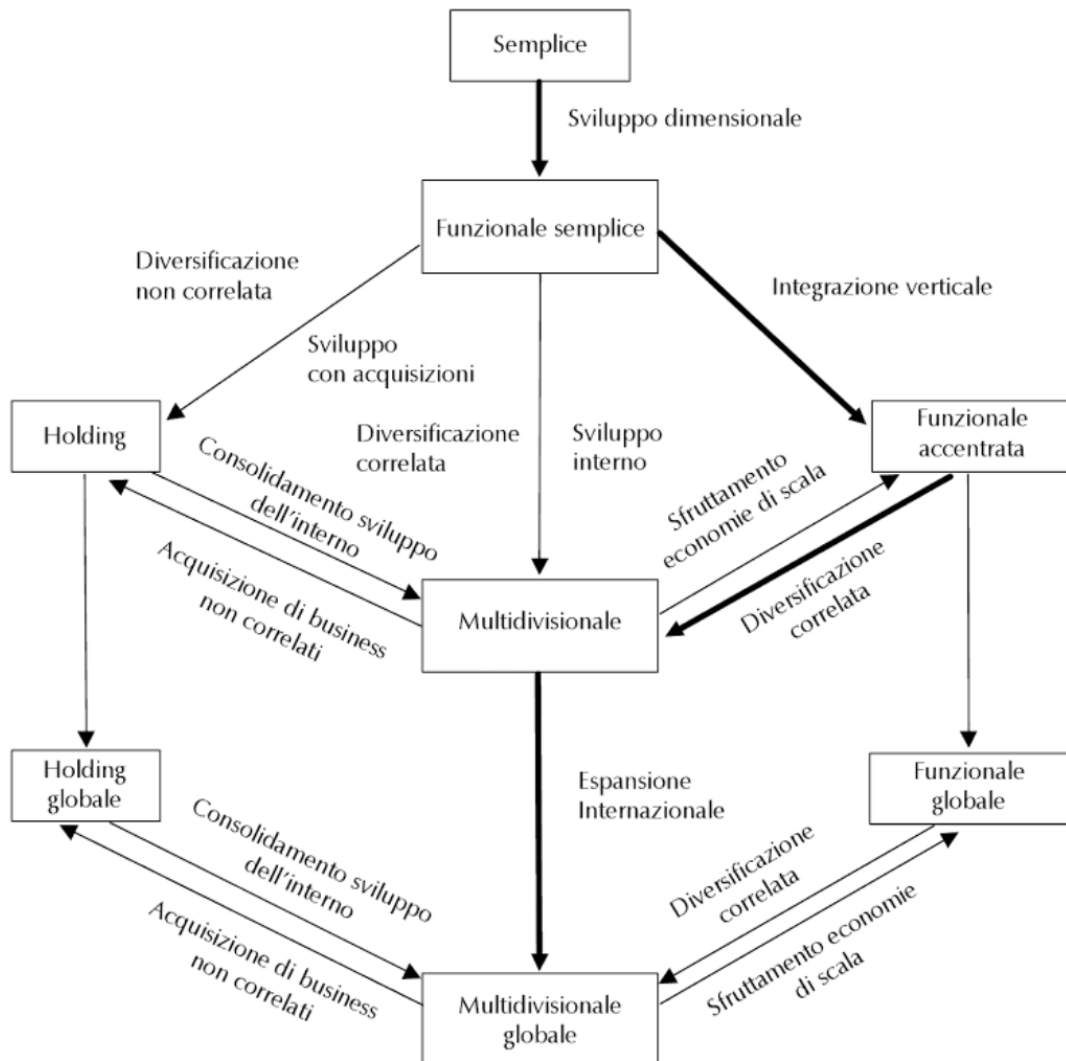 Semplice
Sviluppo dimensionale
Funzionale semplice
Diversificazione
non correlata
Integrazione verticale
Sviluppo
con acquisizioni
Holding
Diversificazione
correlata
Sviluppo
interno
Funzionale
accentrata
Consolidamento sviluppo
dell'interno
Sfruttamento
economie di scala
Acquisizione di business
non correlati
Multidivisionale
Diversificazione
correlata
Holding
globale
Espansione
Internazionale
Funzionale
globale
Consolidamento sviluppo
dell'interno
Diversificazione
correlata
Acquisizione di business
non correlati
Sfruttamento economie
di scala
Multidivisionale
globale